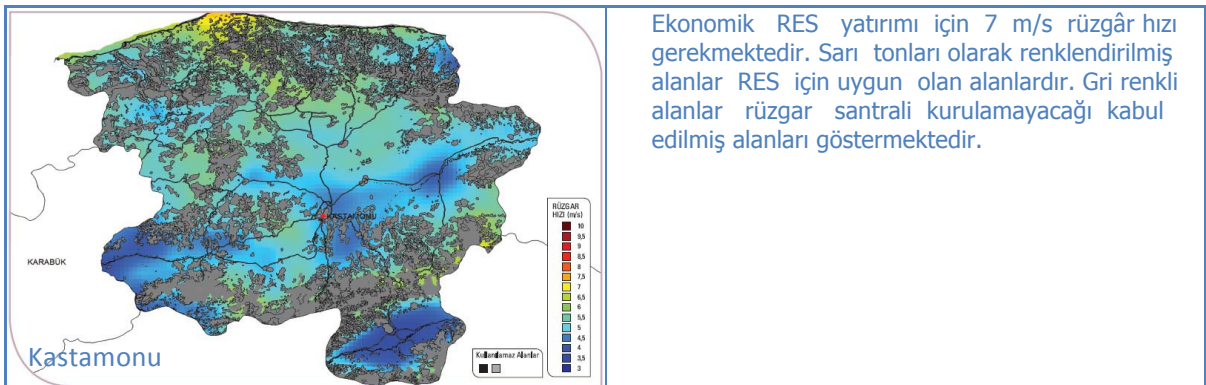 Ekonomik RES yatırımı için 7 m/s rüzgâr hızı
gerekmektedir. Sarı tonları olarak renklendirilmiş
alanlar RES için uygun olan alanlardır. Gri renkli
alanlar rüzgar santrali kurulamayacağı kabul
edilmiş alanları göstermektedir.
KASTAMONU
KARABÜK
RÜZGAR
HIZI (m/s)
10
9,5
9
8,5
8
7,5
7
6,5
6
5,5
5
4,5
4
3,5
3
Kullanılamaz Alanlar
Kastamonu